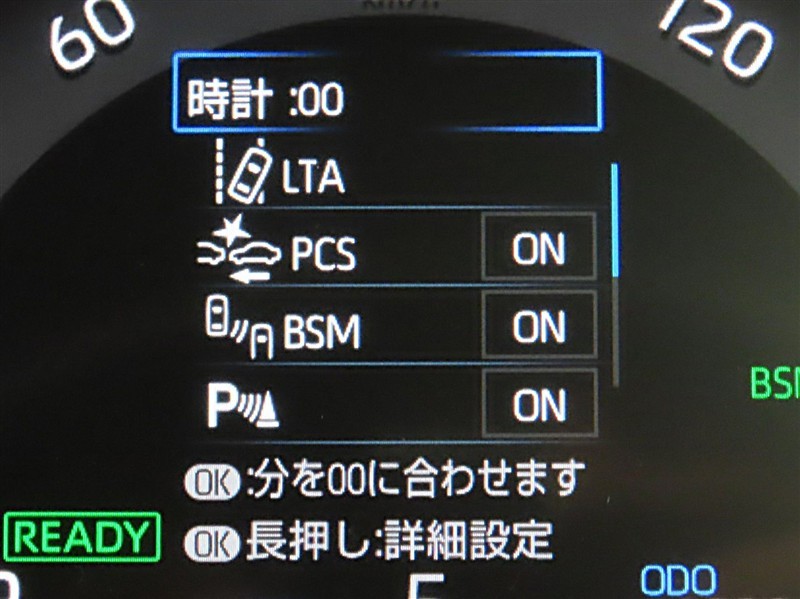 60
120
時計 :00
LTA
PCS ON
BSM ON
P ON
OK :分を00に合わせます
OK 長押し:詳細設定
READY
ODO